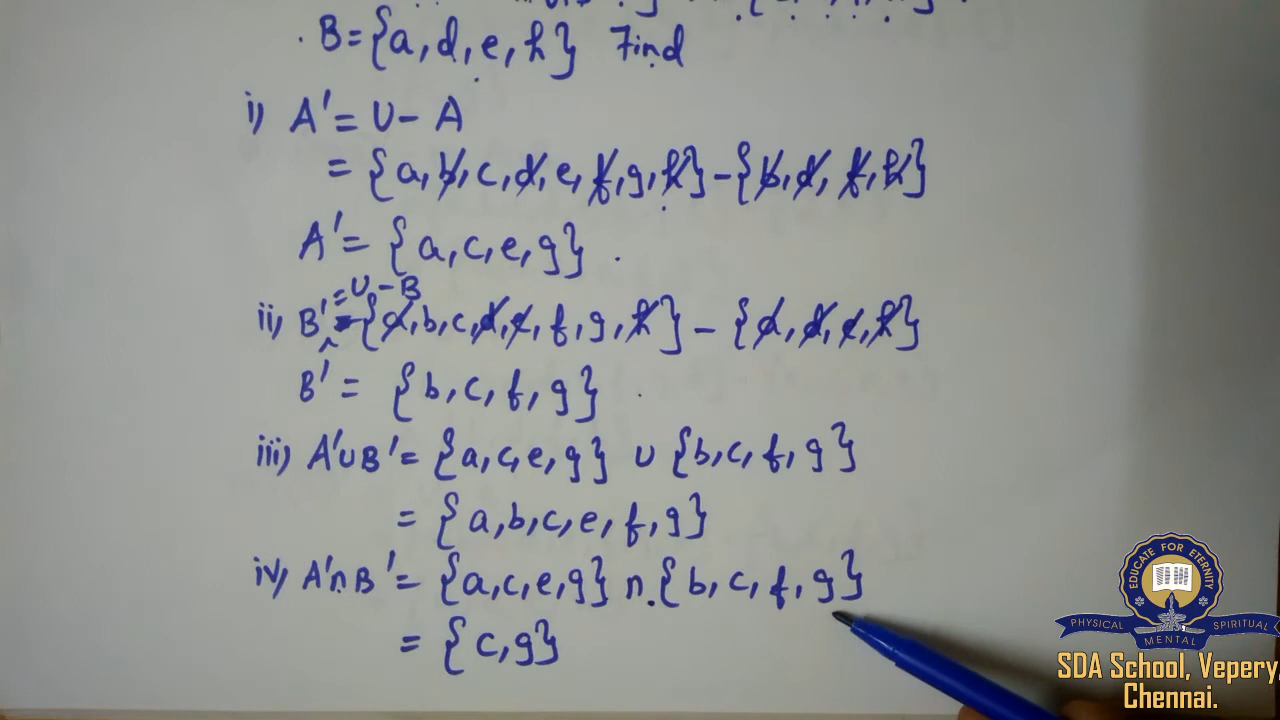 B={a,d,e,h} Find
i) A'= U-A
= {a,b,c,d,e,f,g,h}-{b,d,f,h}
A'= {a,c,e,g}.
=U-B
ii) B' ={a,b,c,d,e,f,g,h} - {a,d,e,h}
B' = {b,c,f,g}.
iii) A'∪B' = {a,c,e,g} ∪ {b,c,f,g}
= {a,b,c,e,f,g}
iv) A'∩B' = {a,c,e,g} ∩ {b,c,f,g}
= {c,g}
EDUCATE FOR ETERNITY
PHYSICAL MENTAL SPIRITUAL
SDA School, Vepery,
Chennai.